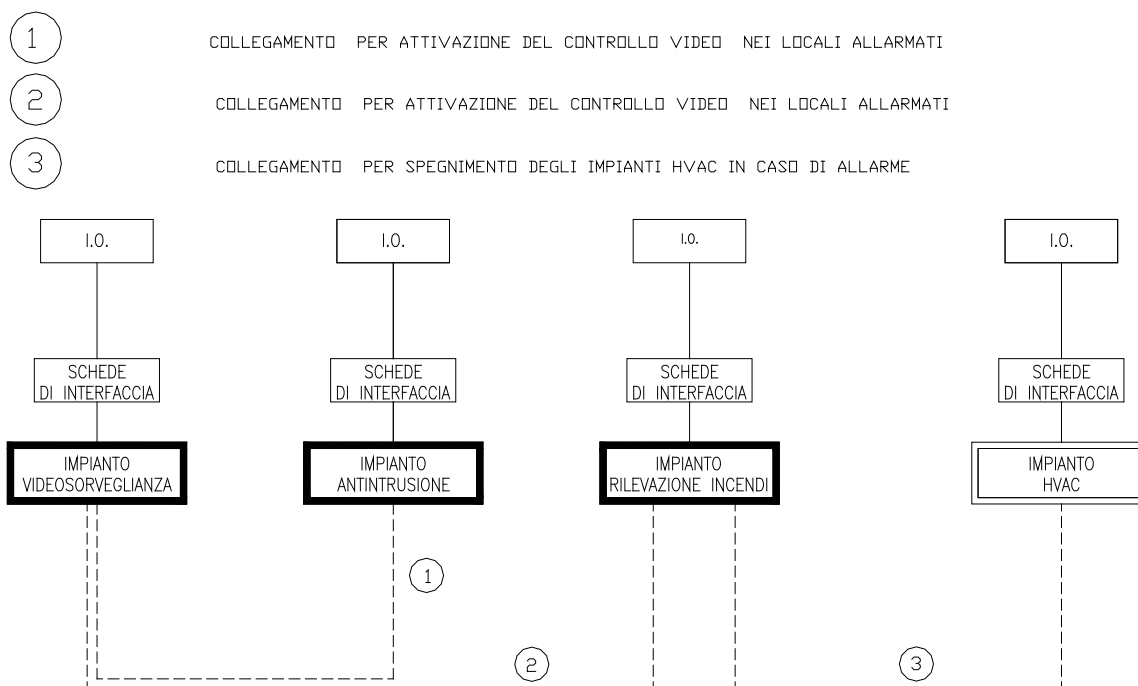 1 COLLEGAMENTO PER ATTIVAZIONE DEL CONTROLLO VIDEO NEI LOCALI ALLARMATI
2 COLLEGAMENTO PER ATTIVAZIONE DEL CONTROLLO VIDEO NEI LOCALI ALLARMATI
3 COLLEGAMENTO PER SPEGNIMENTO DEGLI IMPIANTI HVAC IN CASO DI ALLARME
I.O.
I.O.
I.O.
I.O.
SCHEDE
DI INTERFACCIA
SCHEDE
DI INTERFACCIA
SCHEDE
DI INTERFACCIA
SCHEDE
DI INTERFACCIA
IMPIANTO
VIDEOSORVEGLIANZA
IMPIANTO
ANTINTRUSIONE
IMPIANTO
RILEVAZIONE INCENDI
IMPIANTO
HVAC
1
2
3